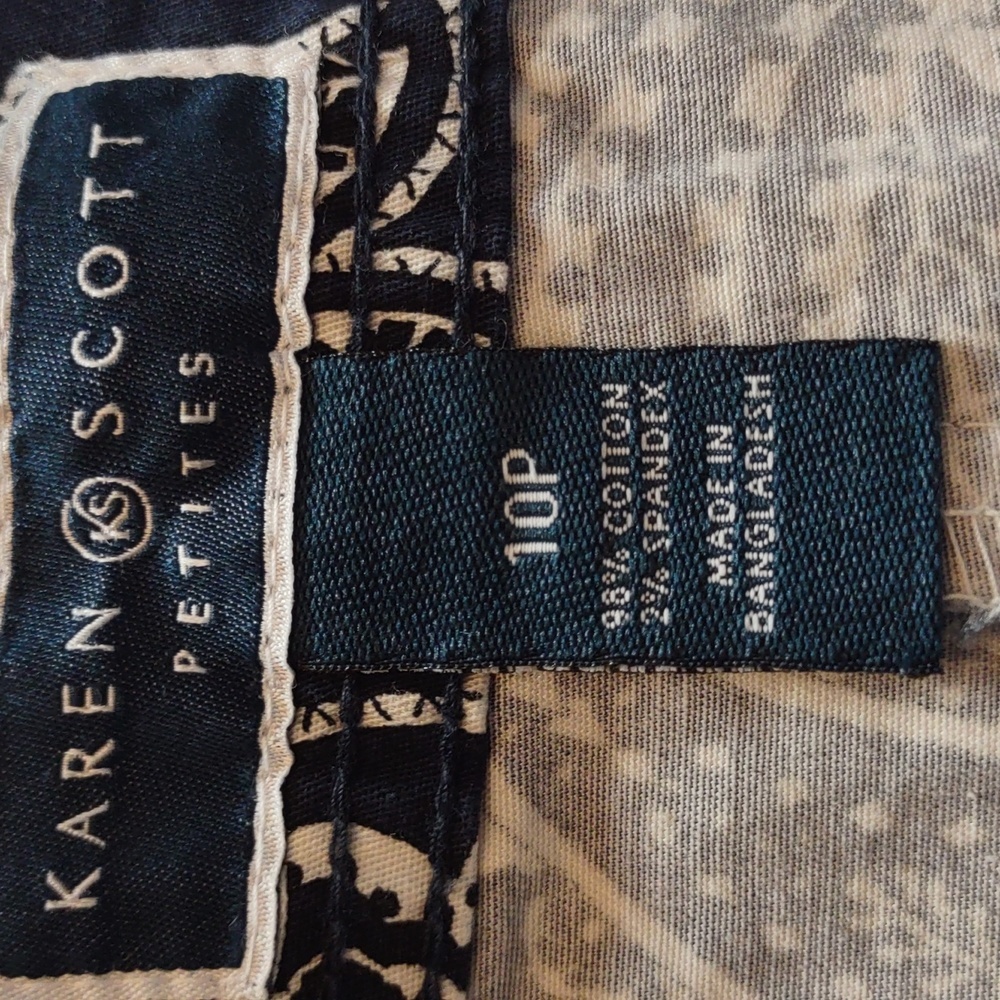 KAREN KS SCOTT
PETITES
10P
98% COTTON
2% SPANDEX
MADE IN
BANGLADESH